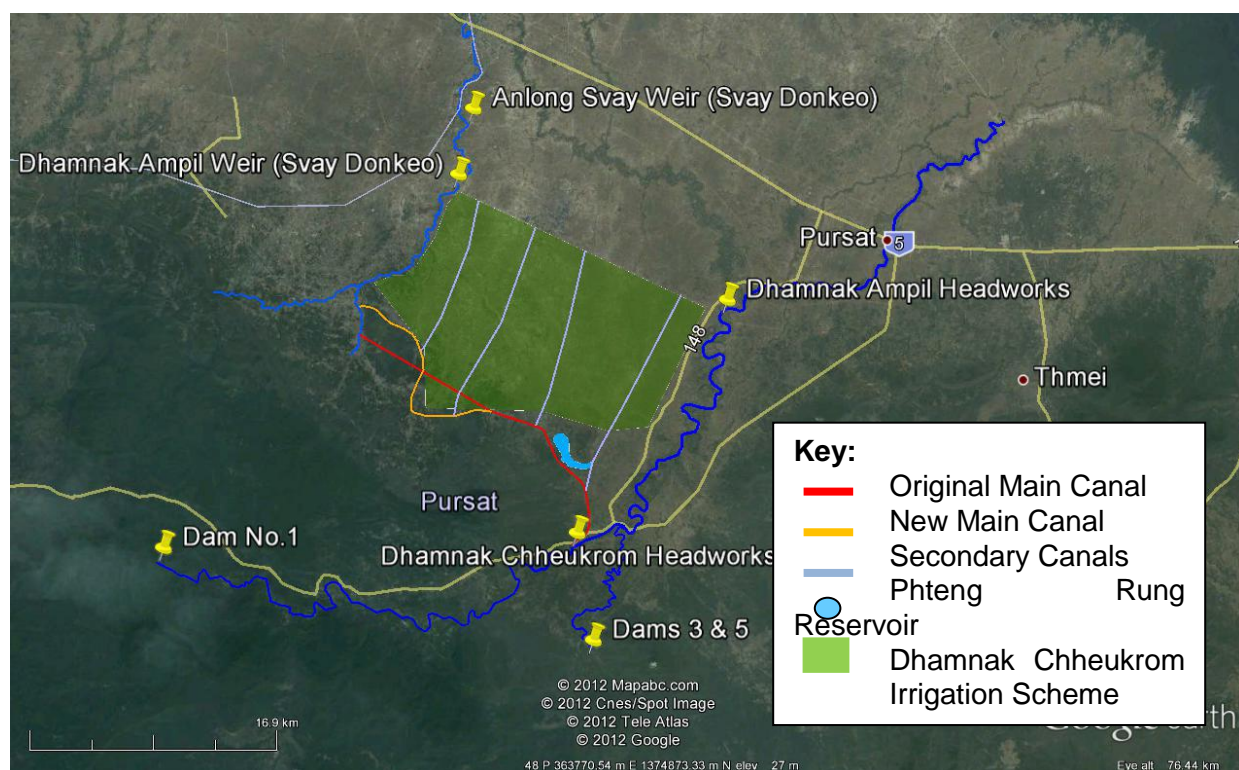 Anlong Svay Weir (Svay Donkeo)
Dhamnak Ampil Weir (Svay Donkeo)
Pursat
5
Dhamnak Ampil Headworks
148
Thmei
Key:
Original Main Canal
New Main Canal
Secondary Canals
Phteng Rung
Reservoir
Dhamnak Chheukrom
Irrigation Scheme
Pursat
Dam No.1
Dhamnak Chheukrom Headworks
Dams 3 & 5
© 2012 Mapabc.com
© 2012 Cnes/Spot Image
© 2012 Tele Atlas
© 2012 Google
16.9 km
48 P 363770.54 m E 1374873.33 m N elev 27 m
Eye alt 76.44 km